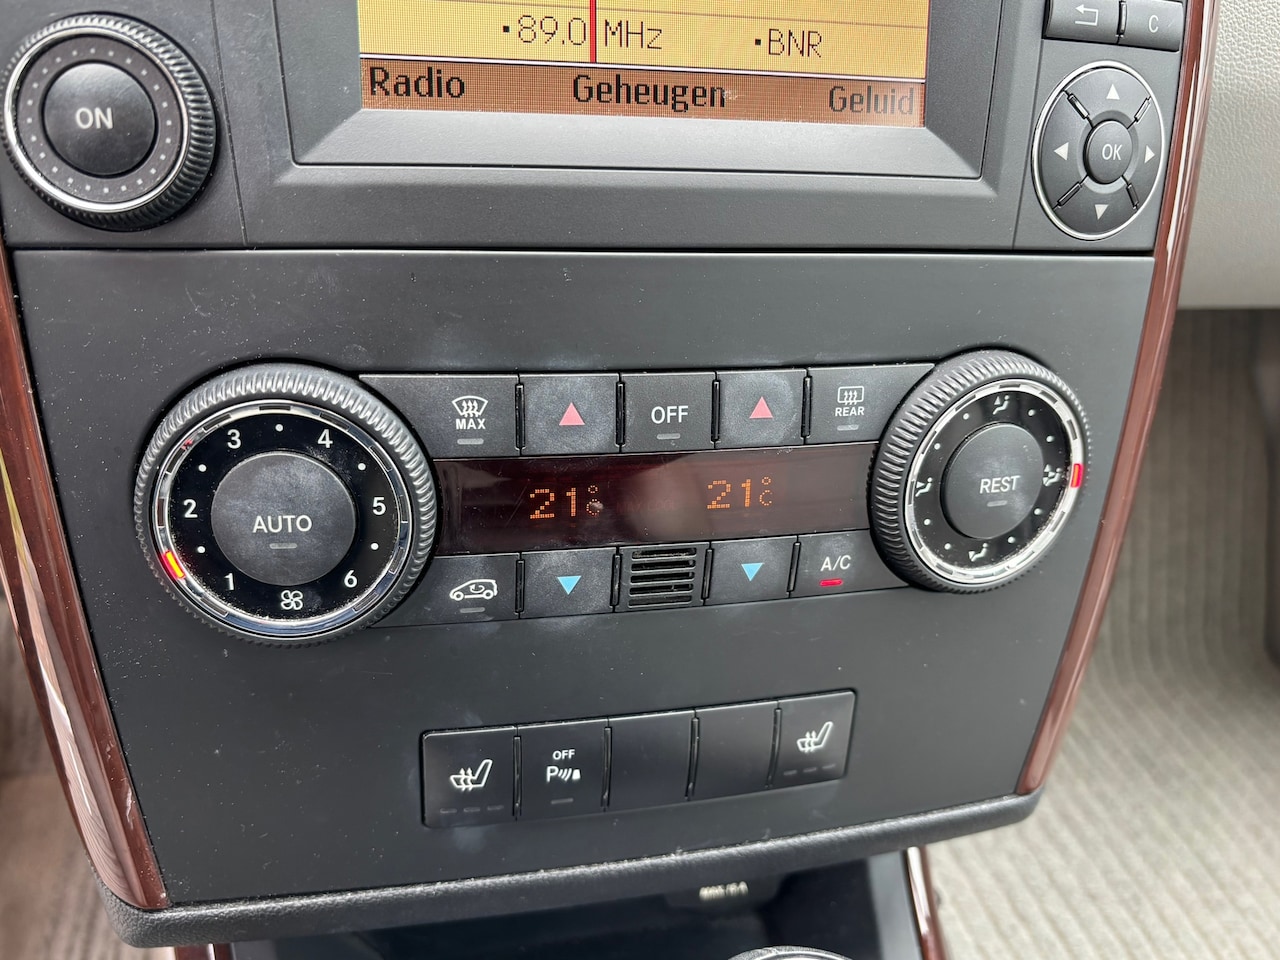 89.0 MHz BNR
Radio Geheugen Geluid
ON
C
OK
MAX
OFF
REAR
1 2 3 4 5 6
AUTO
21°C
21°C
REST
A/C
OFF
P